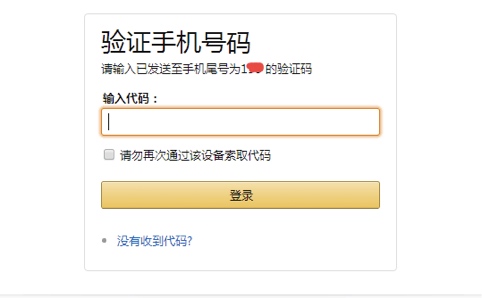 验证手机号码
请输入已发送至手机尾号为1 的验证码
输入代码：
请勿再次通过该设备索取代码
登录
没有收到代码?